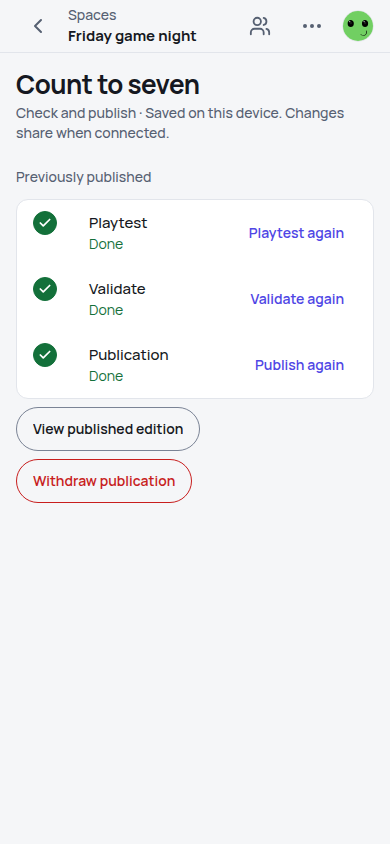 Spaces
Friday game night
Count to seven
Check and publish · Saved on this device. Changes
share when connected.
Previously published
Playtest
Done
Playtest again
Validate
Done
Validate again
Publication
Done
Publish again
View published edition
Withdraw publication